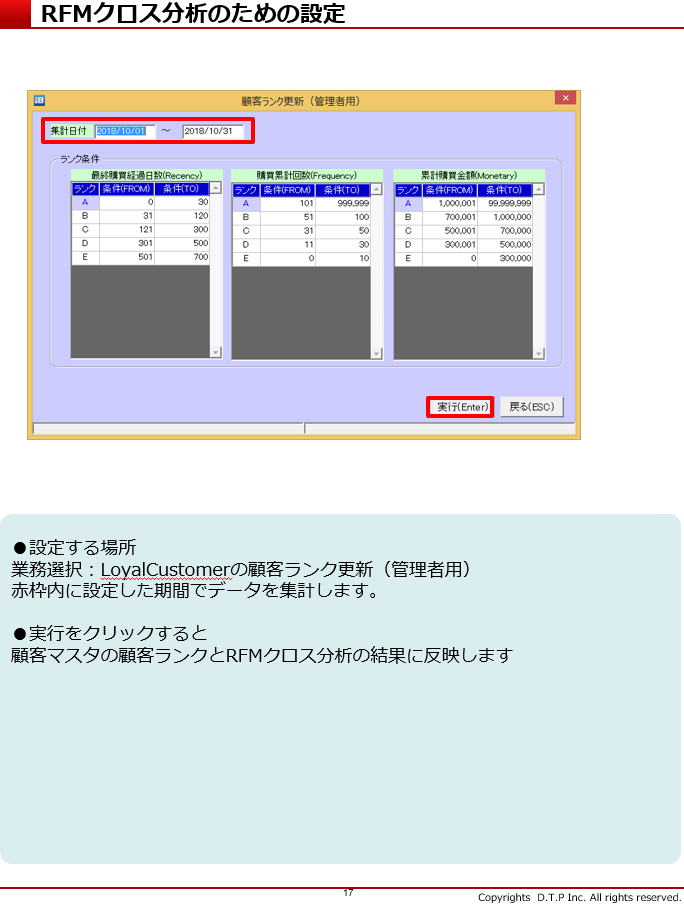 RFMクロス分析のための設定
顧客ランク更新（管理者用）
集計日付 2018/10/01 ～ 2018/10/31
ランク条件
最終購買経過日数(Recency)
ランク 条件(FROM) 条件(TO)
A 0 30
B 31 120
C 121 300
D 301 500
E 501 700
購買累計回数(Frequency)
ランク 条件(FROM) 条件(TO)
A 101 999,999
B 51 100
C 31 50
D 11 30
E 0 10
累計購買金額(Monetary)
ランク 条件(FROM) 条件(TO)
A 1,000,001 99,999,999
B 700,001 1,000,000
C 500,001 700,000
D 300,001 500,000
E 0 300,000
実行(Enter) 戻る(ESC)
●設定する場所
業務選択：LoyalCustomerの顧客ランク更新（管理者用）
赤枠内に設定した期間でデータを集計します。
●実行をクリックすると
顧客マスタの顧客ランクとRFMクロス分析の結果に反映します
17
Copyrights D.T.P Inc. All rights reserved.